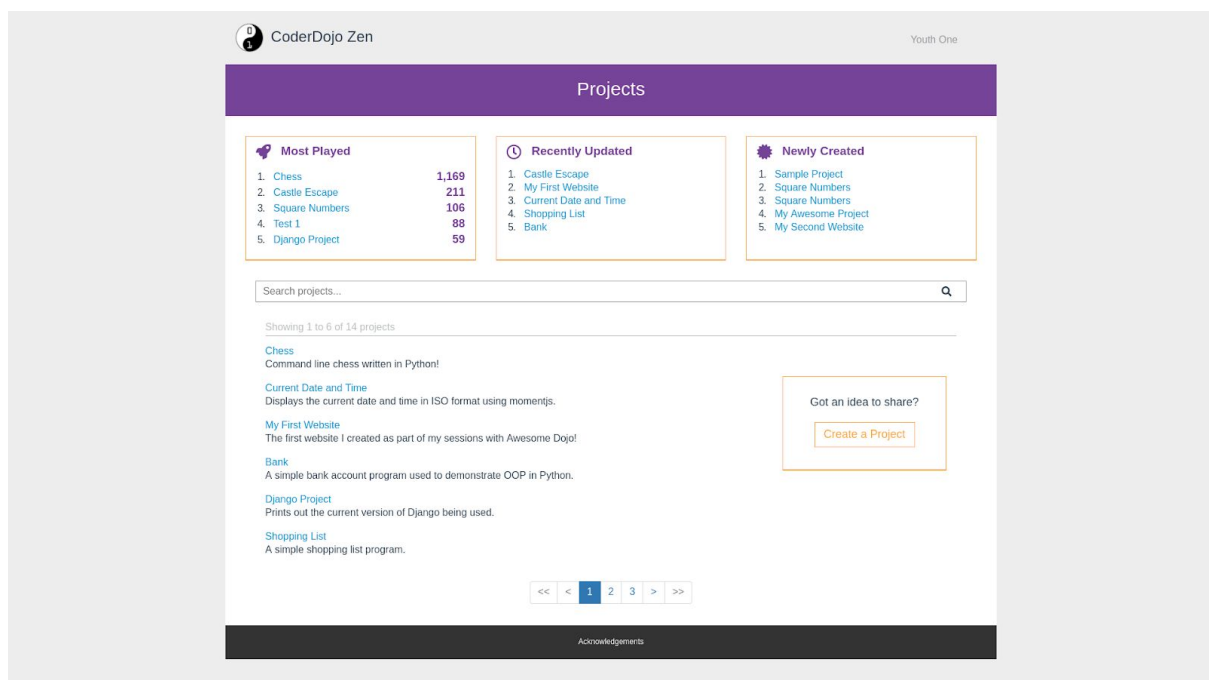 CoderDojo Zen
Youth One
Projects
Most Played
1. Chess 1,169
2. Castle Escape 211
3. Square Numbers 106
4. Test 1 88
5. Django Project 59
Recently Updated
1. Castle Escape
2. My First Website
3. Current Date and Time
4. Shopping List
5. Bank
Newly Created
1. Sample Project
2. Square Numbers
3. Square Numbers
4. My Awesome Project
5. My Second Website
Search projects...
Showing 1 to 6 of 14 projects
Chess
Command line chess written in Python!
Current Date and Time
Displays the current date and time in ISO format using momentjs.
My First Website
The first website I created as part of my sessions with Awesome Dojo!
Bank
A simple bank account program used to demonstrate OOP in Python.
Django Project
Prints out the current version of Django being used.
Shopping List
A simple shopping list program.
Got an idea to share?
Create a Project
<< < 1 2 3 > >>
Acknowledgements